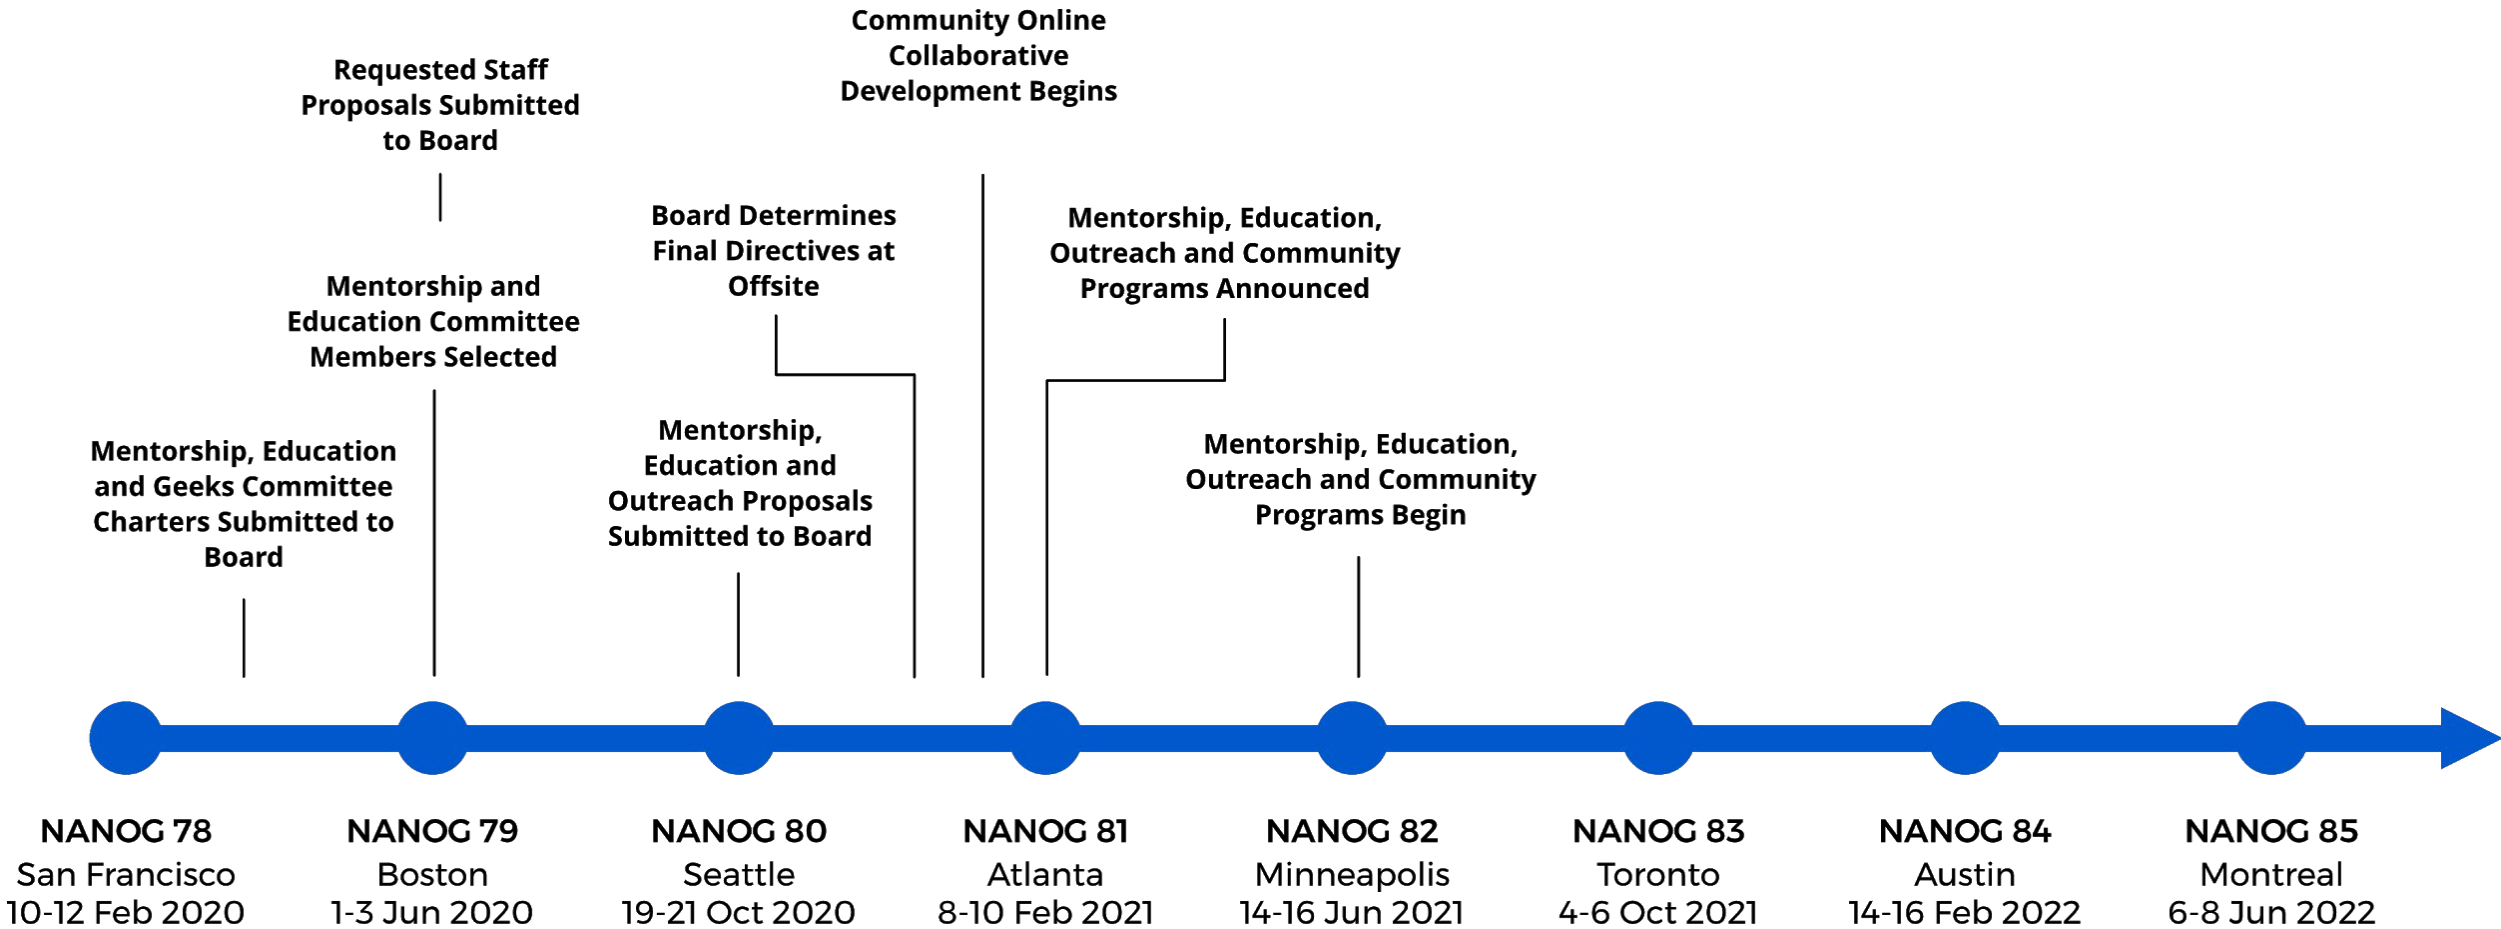 Community Online
Collaborative
Development Begins
Requested Staff
Proposals Submitted
to Board
Board Determines
Final Directives at
Offsite
Mentorship, Education,
Outreach and Community
Programs Announced
Mentorship and
Education Committee
Members Selected
Mentorship, Education
and Geeks Committee
Charters Submitted to
Board
Mentorship,
Education and
Outreach Proposals
Submitted to Board
Mentorship, Education,
Outreach and Community
Programs Begin
NANOG 78
San Francisco
10-12 Feb 2020
NANOG 79
Boston
1-3 Jun 2020
NANOG 80
Seattle
19-21 Oct 2020
NANOG 81
Atlanta
8-10 Feb 2021
NANOG 82
Minneapolis
14-16 Jun 2021
NANOG 83
Toronto
4-6 Oct 2021
NANOG 84
Austin
14-16 Feb 2022
NANOG 85
Montreal
6-8 Jun 2022